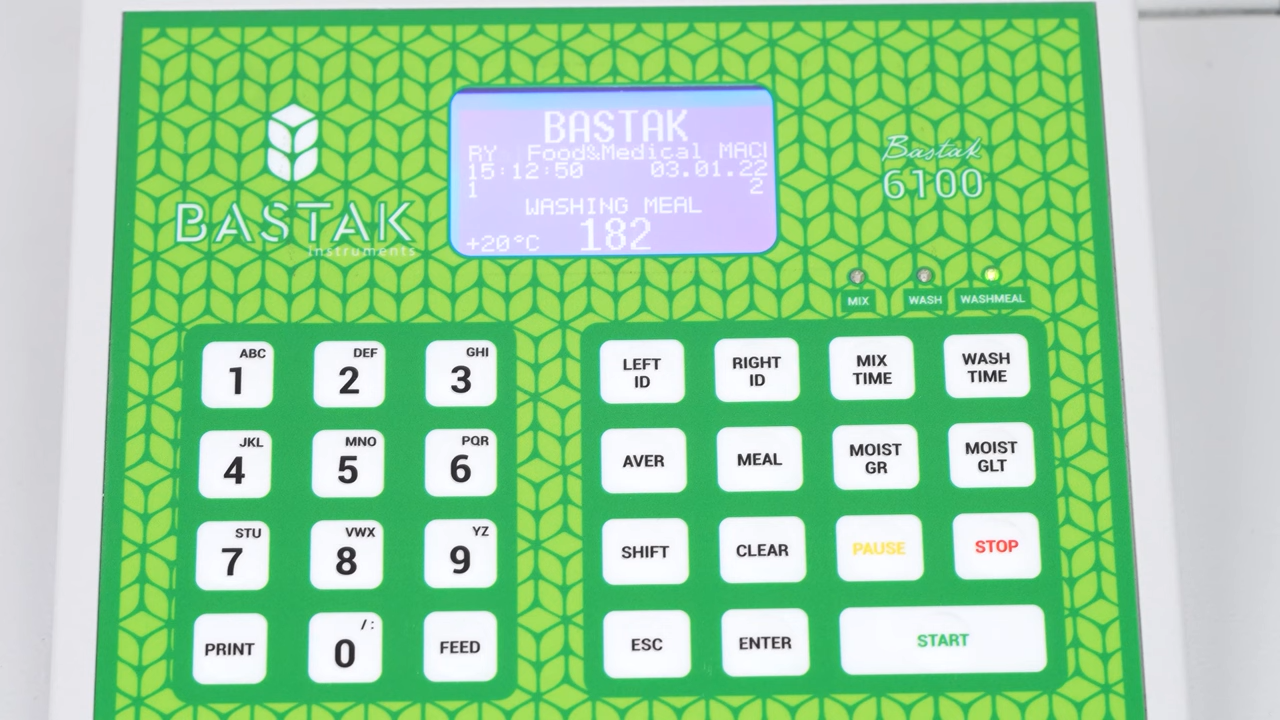 BASTAK
instruments
BASTAK
RY Food&Medical MAC
15:12:50 03.01.22
1 2
WASHING MEAL
+20°C 182
Bastak
6100
MIX WASH WASHMEAL
ABC DEF GHI
1 2 3
JKL MNO PQR
4 5 6
STU VWX YZ
7 8 9
/ :
PRINT 0 FEED
LEFT ID
RIGHT ID
MIX TIME
WASH TIME
AVER
MEAL
MOIST GR
MOIST GLT
SHIFT
CLEAR
PAUSE
STOP
ESC
ENTER
START